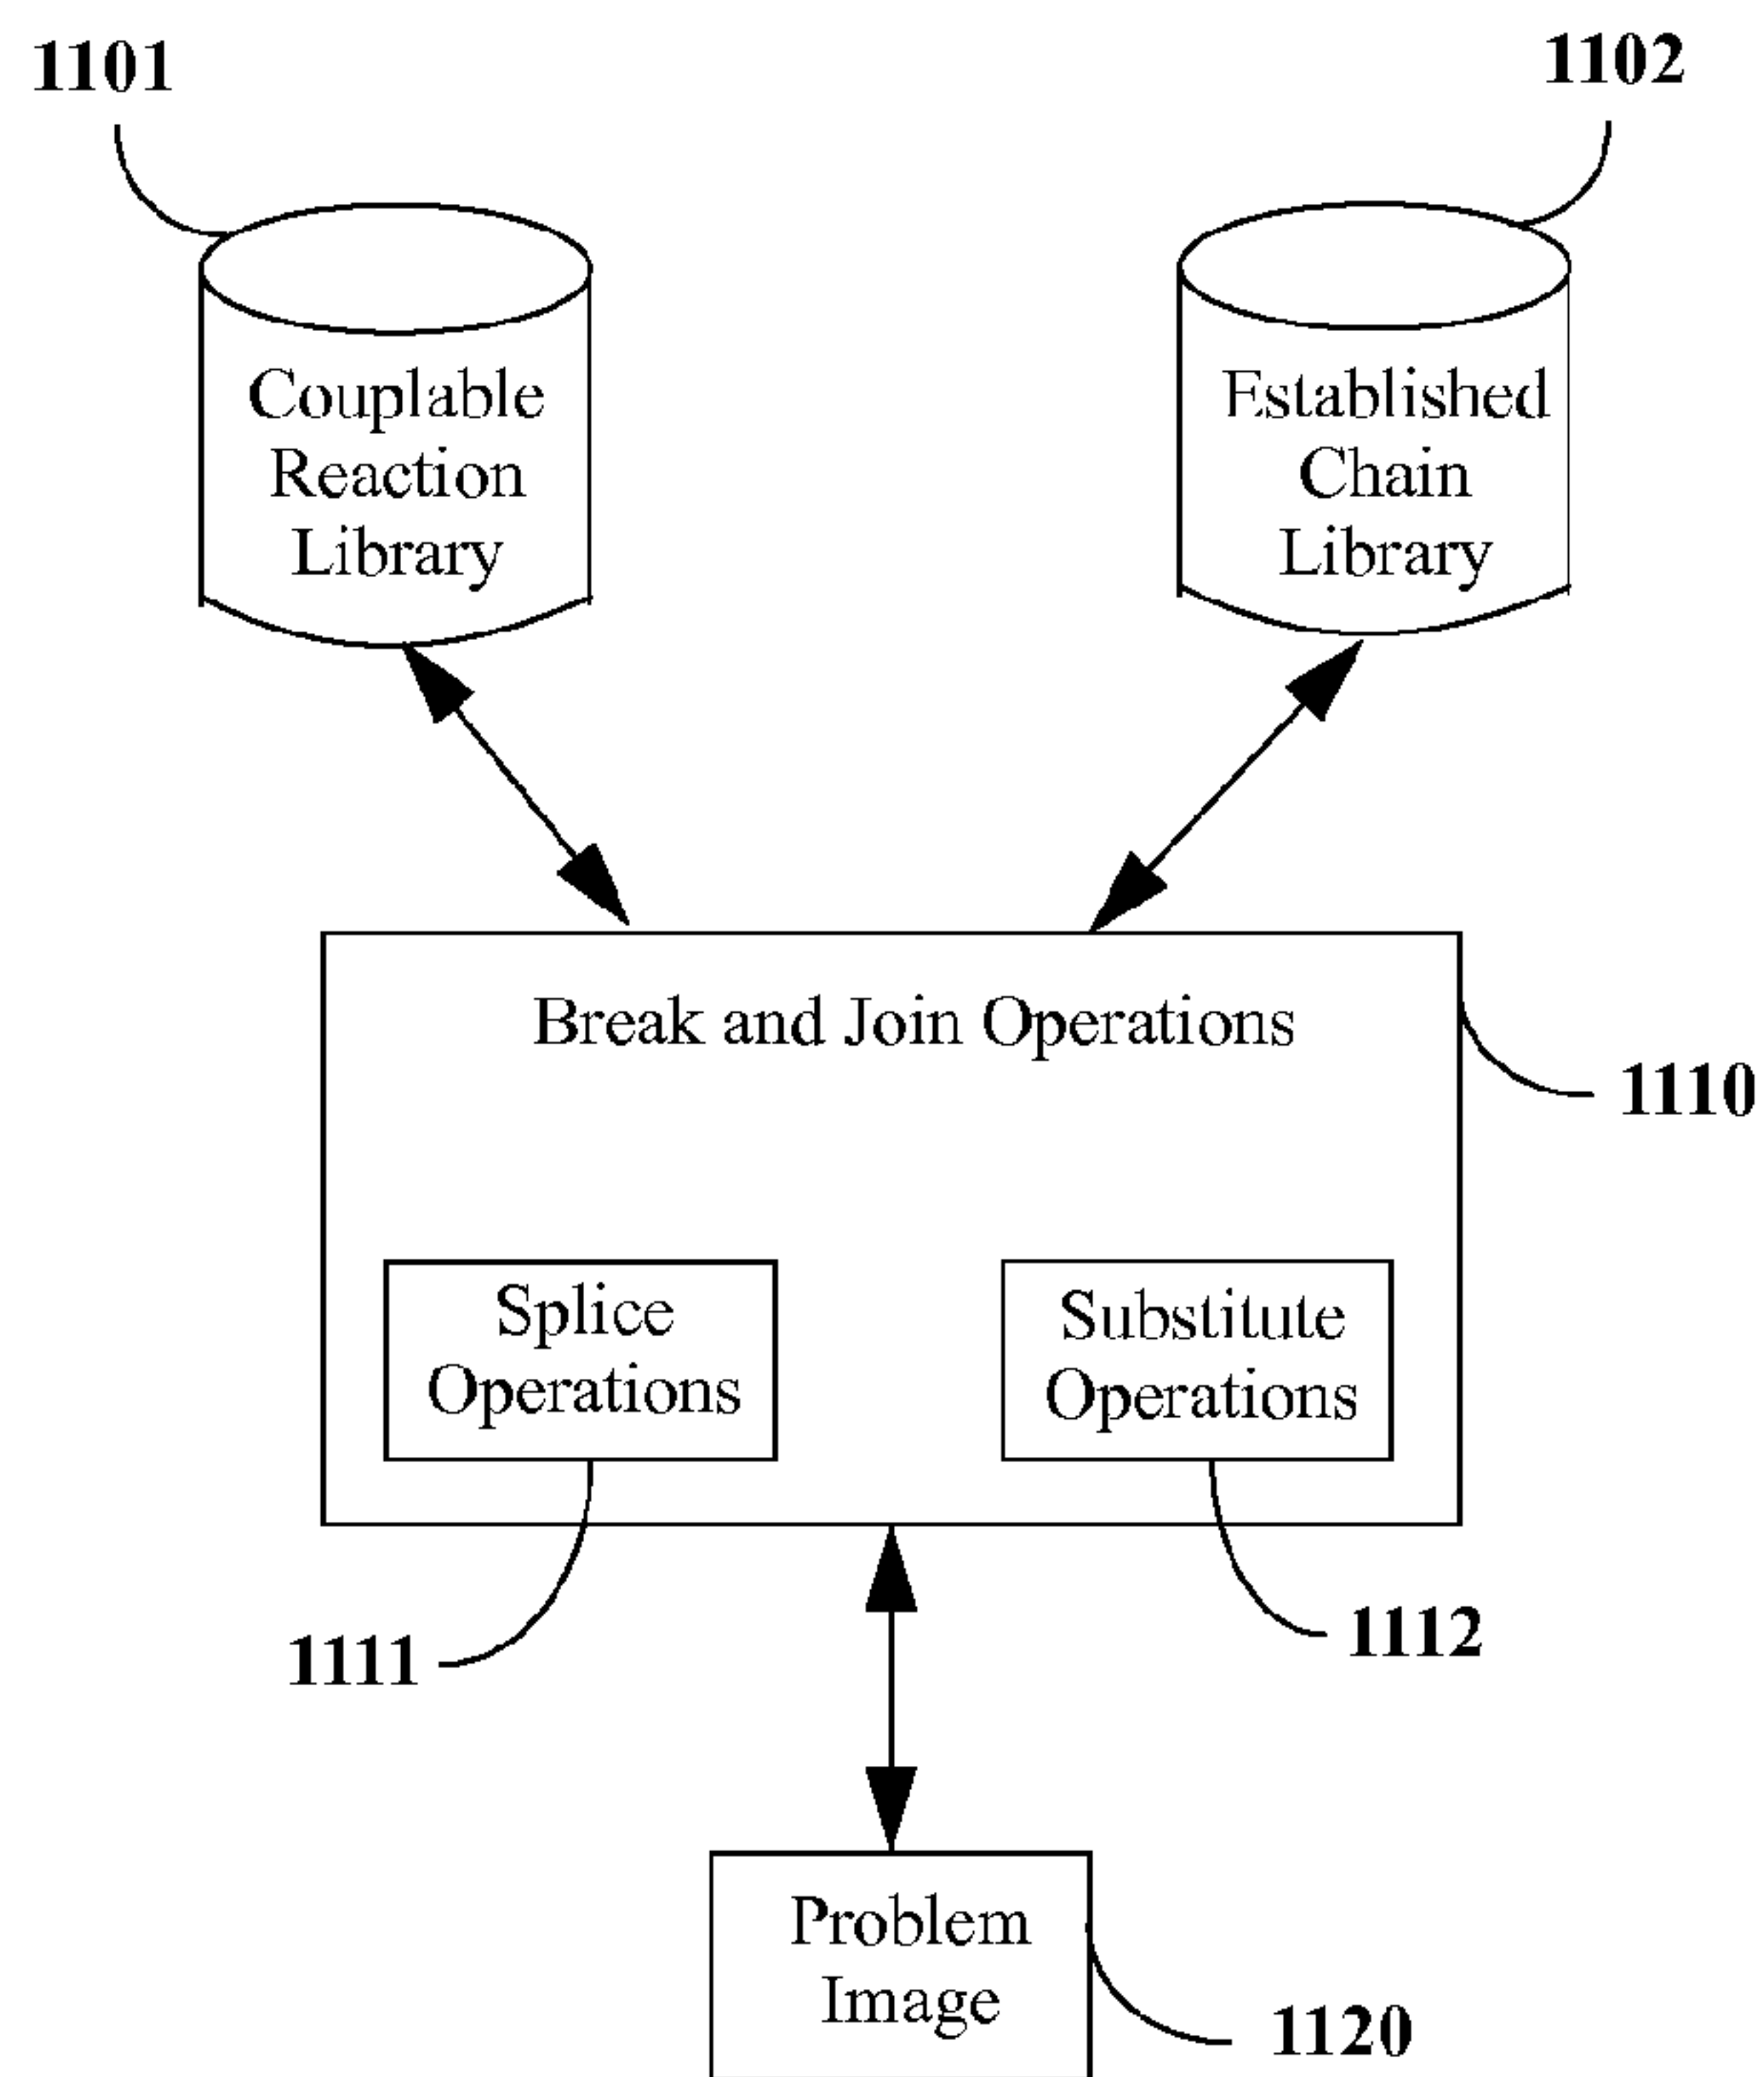 1101
1102
Couplable
Reaction
Library
Established
Chain
Library
Break and Join Operations
1110
Splice
Operations
Substitute
Operations
1111
1112
Problem
Image
1120